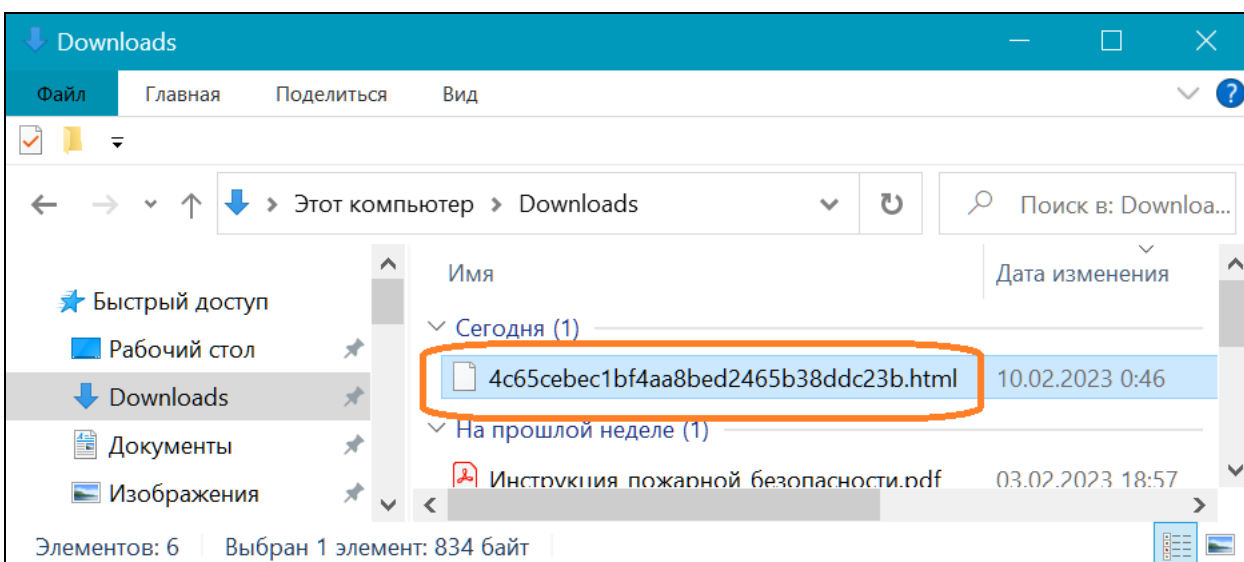 Downloads
Файл Главная Поделиться Вид
Этот компьютер Downloads
Поиск в: Downloa...
Быстрый доступ
Рабочий стол
Downloads
Документы
Изображения
Имя Дата изменения
Сегодня (1)
4c65cebec1bf4aa8bed2465b38ddc23b.html 10.02.2023 0:46
На прошлой неделе (1)
Инструкция пожарной безопасности.pdf 03.02.2023 18:57
Элементов: 6 Выбран 1 элемент: 834 байт